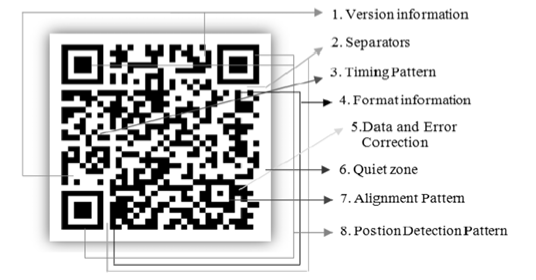 1. Version information
2. Separators
3. Timing Pattern
4. Format information
5.Data and Error
Correction
6. Quiet zone
7. Alignment Pattern
8. Postion Detection Pattern